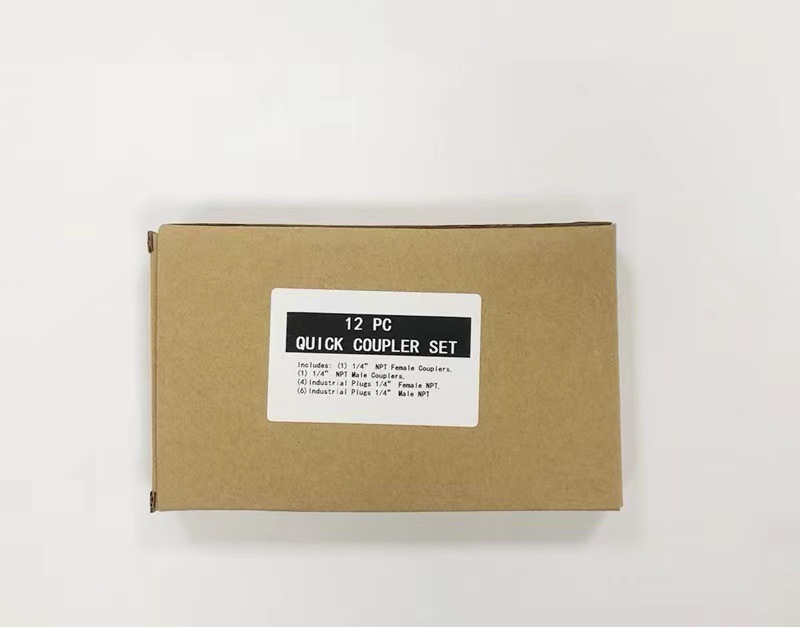 12 PC
QUICK COUPLER SET
Includes: (1) 1/4" NPT Female Couplers,
(1) 1/4" NPT Male Couplers,
(4)Industrial Plugs 1/4" Female NPT,
(6)Industrial Plugs 1/4" Male NPT